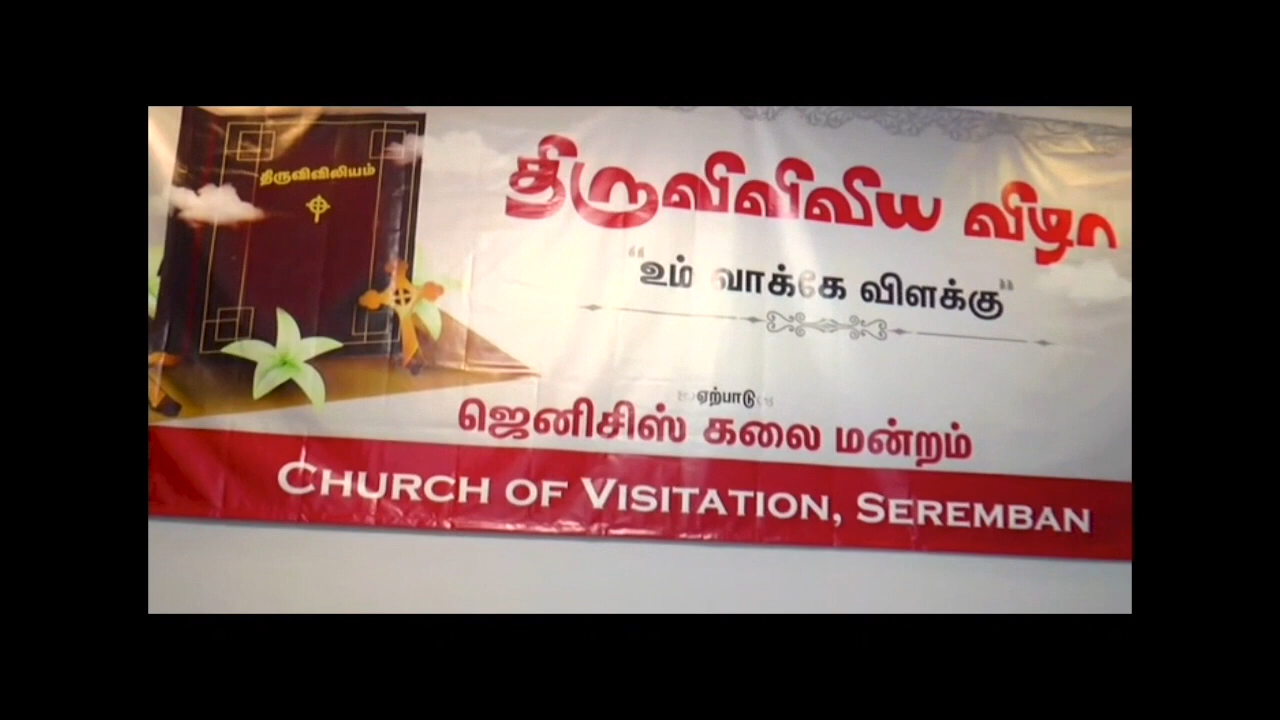 திருவிவிலியம்
திருவிவிலிய விழா
“உம் வாக்கே விளக்கு”
ஏற்பாடு
ஜெனிசிஸ் கலை மன்றம்
CHURCH OF VISITATION, SEREMBAN